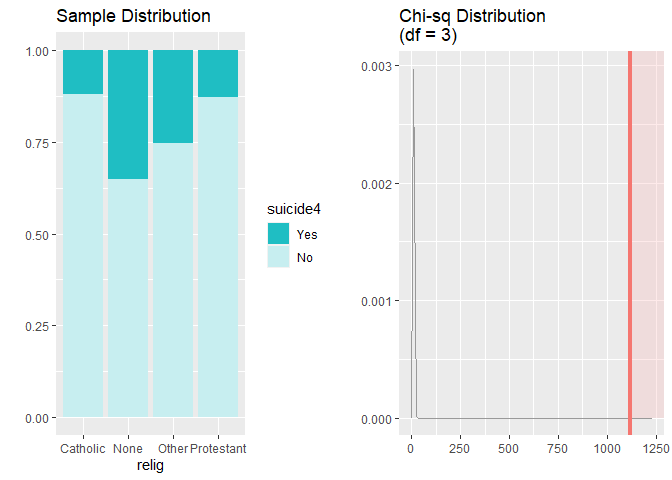 Sample Distribution
1.00
0.75
0.50
0.25
0.00
Catholic None Other Protestant
relig
suicide4
Yes
No
Chi-sq Distribution
(df = 3)
0.003
0.002
0.001
0.000
0 250 500 750 1000 1250